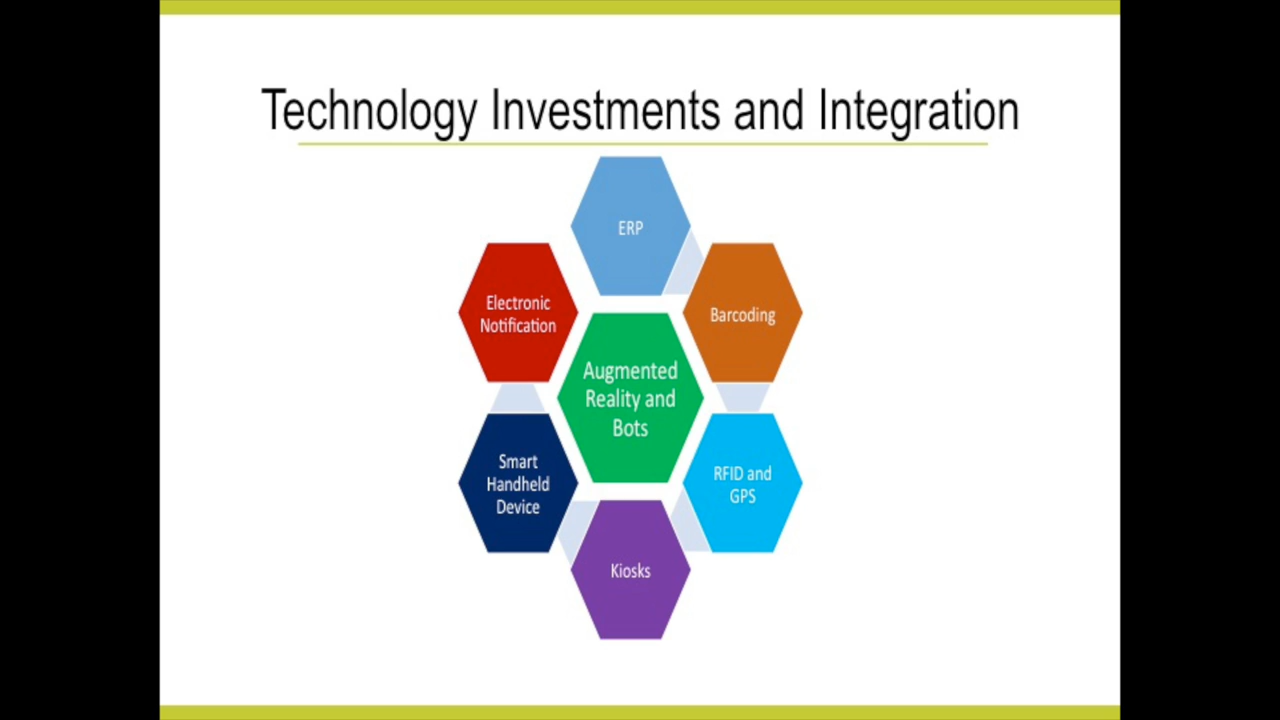 Technology Investments and Integration
ERP
Electronic
Notification
Barcoding
Augmented
Reality and
Bots
Smart
Handheld
Device
RFID and
GPS
Kiosks